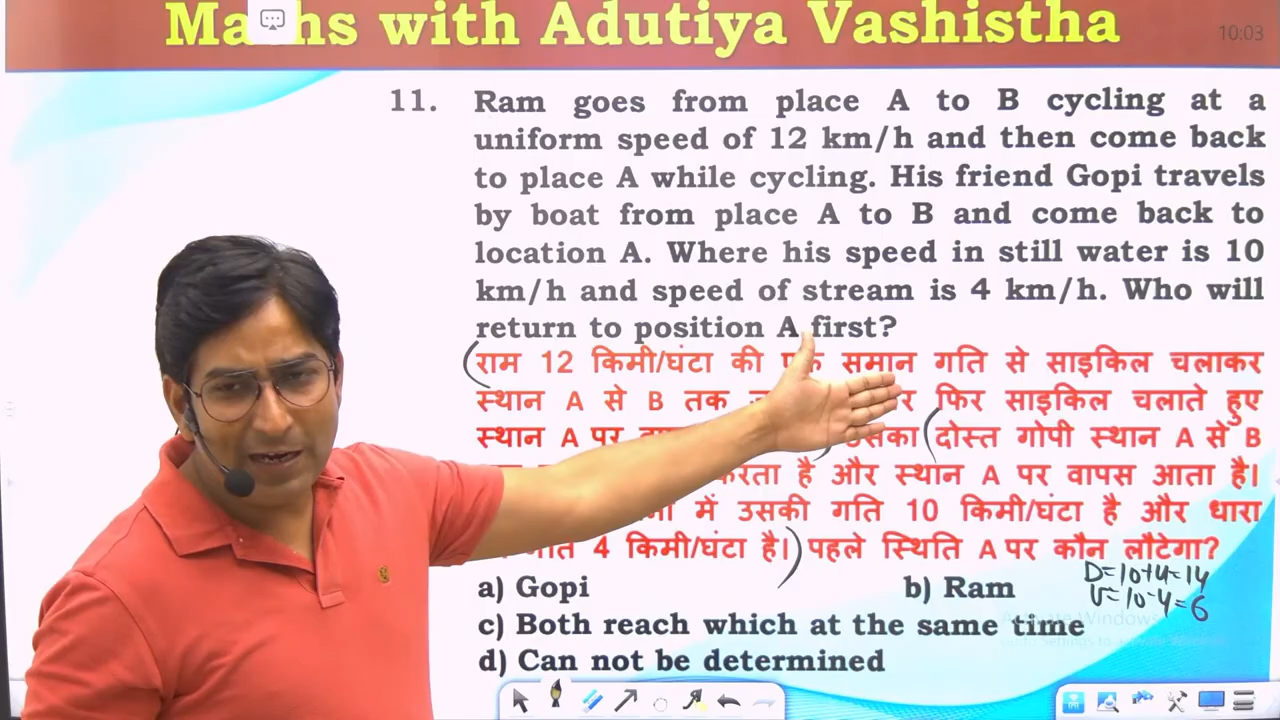 Maths with Adutiya Vashistha
10:03
11. Ram goes from place A to B cycling at a
uniform speed of 12 km/h and then come back
to place A while cycling. His friend Gopi travels
by boat from place A to B and come back to
location A. Where his speed in still water is 10
km/h and speed of stream is 4 km/h. Who will
return to position A first?
राम 12 किमी/घंटा की एक समान गति से साइकिल चलाकर
स्थान A से B तक फिर साइकिल चलाते हुए
स्थान A पर उसका दोस्त गोपी स्थान A से B
करता है और स्थान A पर वापस आता है।
में उसकी गति 10 किमी/घंटा है और धारा
4 किमी/घंटा है। पहले स्थिति A पर कौन लौटेगा?
D=10+4=14
U=10-4=6
a) Gopi b) Ram
c) Both reach which at the same time
d) Can not be determined
Activate Windows